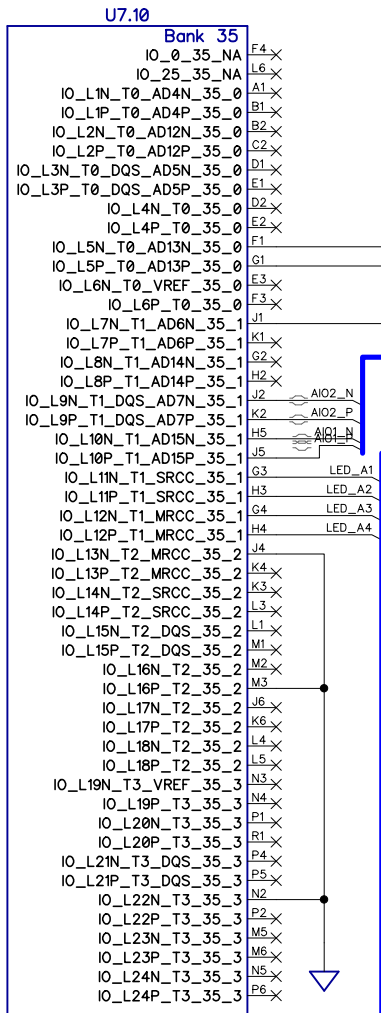 U7.10
Bank 35
IO_0_35_NA F4
IO_25_35_NA L6
IO_L1N_T0_AD4N_35_0 A1
IO_L1P_T0_AD4P_35_0 B1
IO_L2N_T0_AD12N_35_0 B2
IO_L2P_T0_AD12P_35_0 C2
IO_L3N_T0_DQS_AD5N_35_0 D1
IO_L3P_T0_DQS_AD5P_35_0 E1
IO_L4N_T0_35_0 D2
IO_L4P_T0_35_0 E2
IO_L5N_T0_AD13N_35_0 F1
IO_L5P_T0_AD13P_35_0 G1
IO_L6N_T0_VREF_35_0 E3
IO_L6P_T0_35_0 F3
IO_L7N_T1_AD6N_35_1 J1
IO_L7P_T1_AD6P_35_1 K1
IO_L8N_T1_AD14N_35_1 G2
IO_L8P_T1_AD14P_35_1 H2
IO_L9N_T1_DQS_AD7N_35_1 J2 AIO2_N
IO_L9P_T1_DQS_AD7P_35_1 K2 AIO2_P
IO_L10N_T1_AD15N_35_1 H5 AIO1_N
IO_L10P_T1_AD15P_35_1 J5 AIO1_P
IO_L11N_T1_SRCC_35_1 G3 LED_A1
IO_L11P_T1_SRCC_35_1 H3 LED_A2
IO_L12N_T1_MRCC_35_1 G4 LED_A3
IO_L12P_T1_MRCC_35_1 H4 LED_A4
IO_L13N_T2_MRCC_35_2 J4
IO_L13P_T2_MRCC_35_2 K4
IO_L14N_T2_SRCC_35_2 K3
IO_L14P_T2_SRCC_35_2 L3
IO_L15N_T2_DQS_35_2 L1
IO_L15P_T2_DQS_35_2 M1
IO_L16N_T2_35_2 M2
IO_L16P_T2_35_2 M3
IO_L17N_T2_35_2 J6
IO_L17P_T2_35_2 K6
IO_L18N_T2_35_2 L4
IO_L18P_T2_35_2 L5
IO_L19N_T3_VREF_35_3 N3
IO_L19P_T3_35_3 N4
IO_L20N_T3_35_3 P1
IO_L20P_T3_35_3 R1
IO_L21N_T3_DQS_35_3 P4
IO_L21P_T3_DQS_35_3 P5
IO_L22N_T3_35_3 N2
IO_L22P_T3_35_3 P2
IO_L23N_T3_35_3 M5
IO_L23P_T3_35_3 M6
IO_L24N_T3_35_3 N5
IO_L24P_T3_35_3 P6